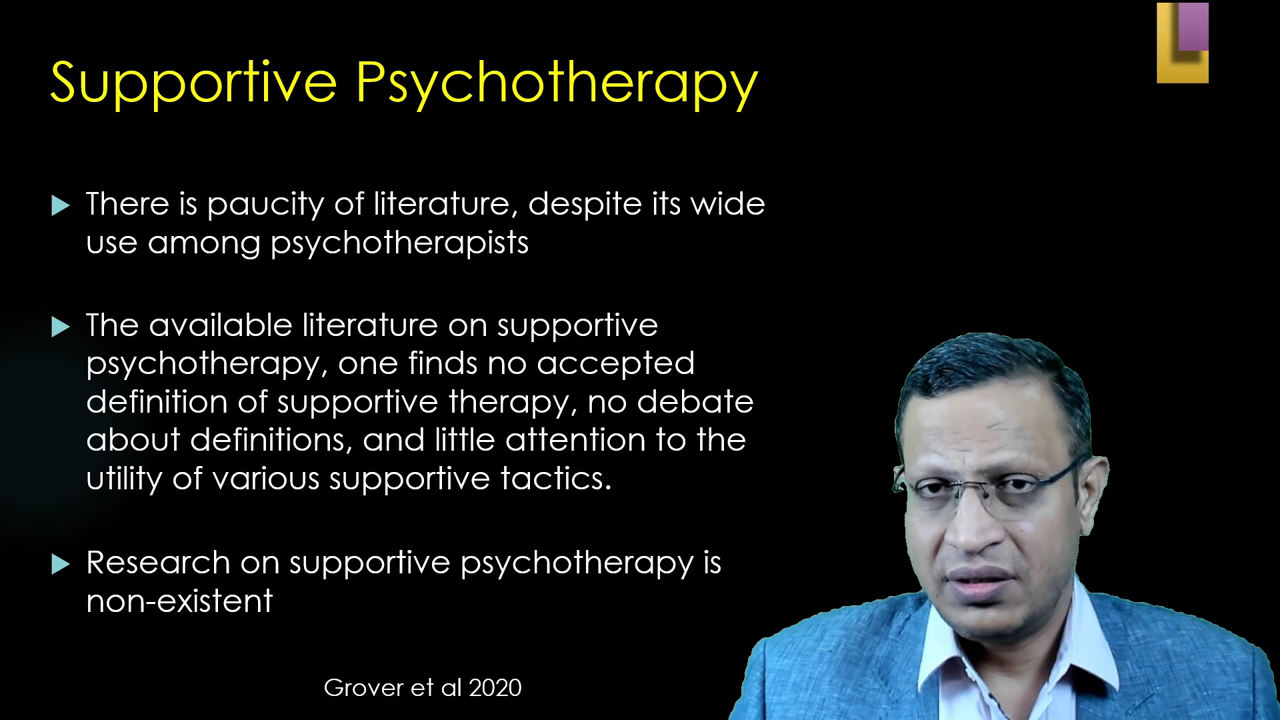 Supportive Psychotherapy
There is paucity of literature, despite its wide
use among psychotherapists
The available literature on supportive
psychotherapy, one finds no accepted
definition of supportive therapy, no debate
about definitions, and little attention to the
utility of various supportive tactics.
Research on supportive psychotherapy is
non-existent
Grover et al 2020